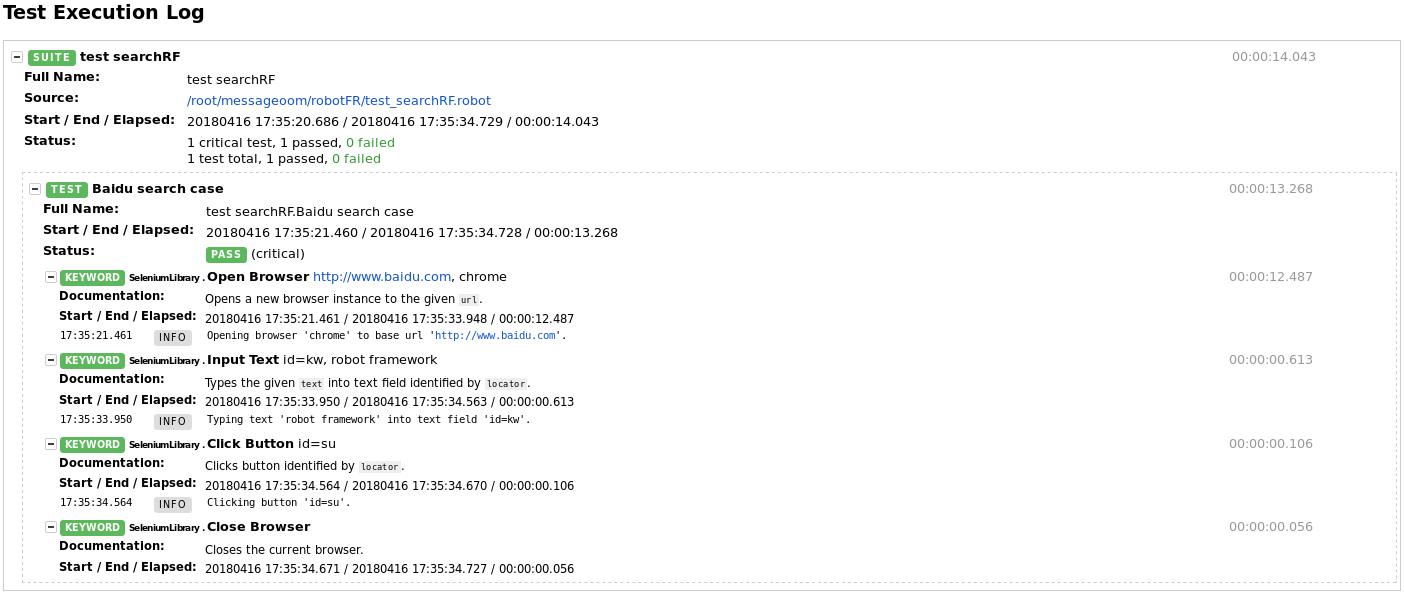 Test Execution Log
SUITE test searchRF 00:00:14.043
Full Name: test searchRF
Source: /root/messageoom/robotFR/test_searchRF.robot
Start / End / Elapsed: 20180416 17:35:20.686 / 20180416 17:35:34.729 / 00:00:14.043
Status: 1 critical test, 1 passed, 0 failed
1 test total, 1 passed, 0 failed
TEST Baidu search case 00:00:13.268
Full Name: test searchRF.Baidu search case
Start / End / Elapsed: 20180416 17:35:21.460 / 20180416 17:35:34.728 / 00:00:13.268
Status: PASS (critical)
KEYWORD SeleniumLibrary.Open Browser http://www.baidu.com, chrome 00:00:12.487
Documentation: Opens a new browser instance to the given url.
Start / End / Elapsed: 20180416 17:35:21.461 / 20180416 17:35:33.948 / 00:00:12.487
17:35:21.461 INFO Opening browser 'chrome' to base url 'http://www.baidu.com'.
KEYWORD SeleniumLibrary.Input Text id=kw, robot framework 00:00:00.613
Documentation: Types the given text into text field identified by locator.
Start / End / Elapsed: 20180416 17:35:33.950 / 20180416 17:35:34.563 / 00:00:00.613
17:35:33.950 INFO Typing text 'robot framework' into text field 'id=kw'.
KEYWORD SeleniumLibrary.Click Button id=su 00:00:00.106
Documentation: Clicks button identified by locator.
Start / End / Elapsed: 20180416 17:35:34.564 / 20180416 17:35:34.670 / 00:00:00.106
17:35:34.564 INFO Clicking button 'id=su'.
KEYWORD SeleniumLibrary.Close Browser 00:00:00.056
Documentation: Closes the current browser.
Start / End / Elapsed: 20180416 17:35:34.671 / 20180416 17:35:34.727 / 00:00:00.056